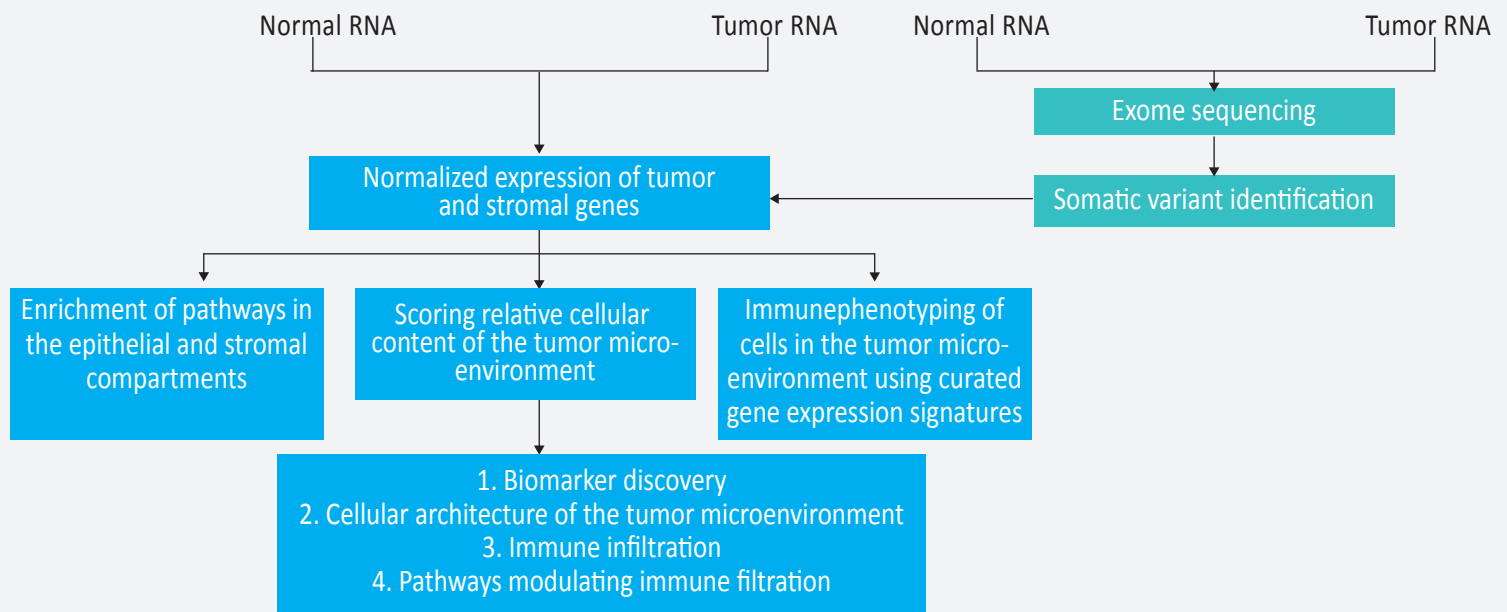 Normal RNA
Tumor RNA
Normal RNA
Tumor RNA
Exome sequencing
Normalized expression of tumor
and stromal genes
Somatic variant identification
Enrichment of pathways in
the epithelial and stromal
compartments
Scoring relative cellular
content of the tumor micro-
environment
Immunephenotyping of
cells in the tumor micro-
environment using curated
gene expression signatures
1. Biomarker discovery
2. Cellular architecture of the tumor microenvironment
3. Immune infiltration
4. Pathways modulating immune filtration